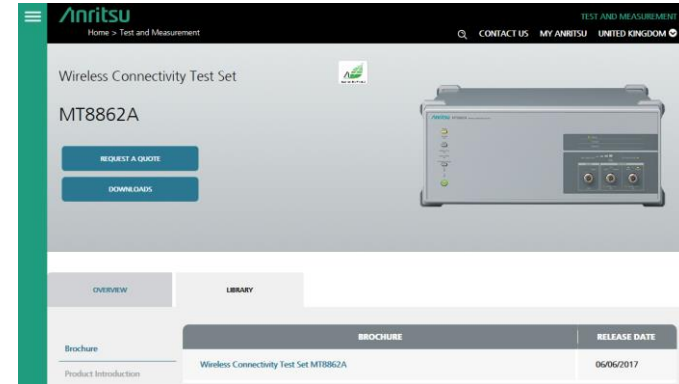 Anritsu
TEST AND MEASUREMENT
Home > Test and Measurement
CONTACT US MY ANRITSU UNITED KINGDOM
Wireless Connectivity Test Set
MT8862A
REQUEST A QUOTE
DOWNLOADS
OVERVIEW LIBRARY
BROCHURE RELEASE DATE
Brochure
Wireless Connectivity Test Set MT8862A 06/06/2017
Product Introduction